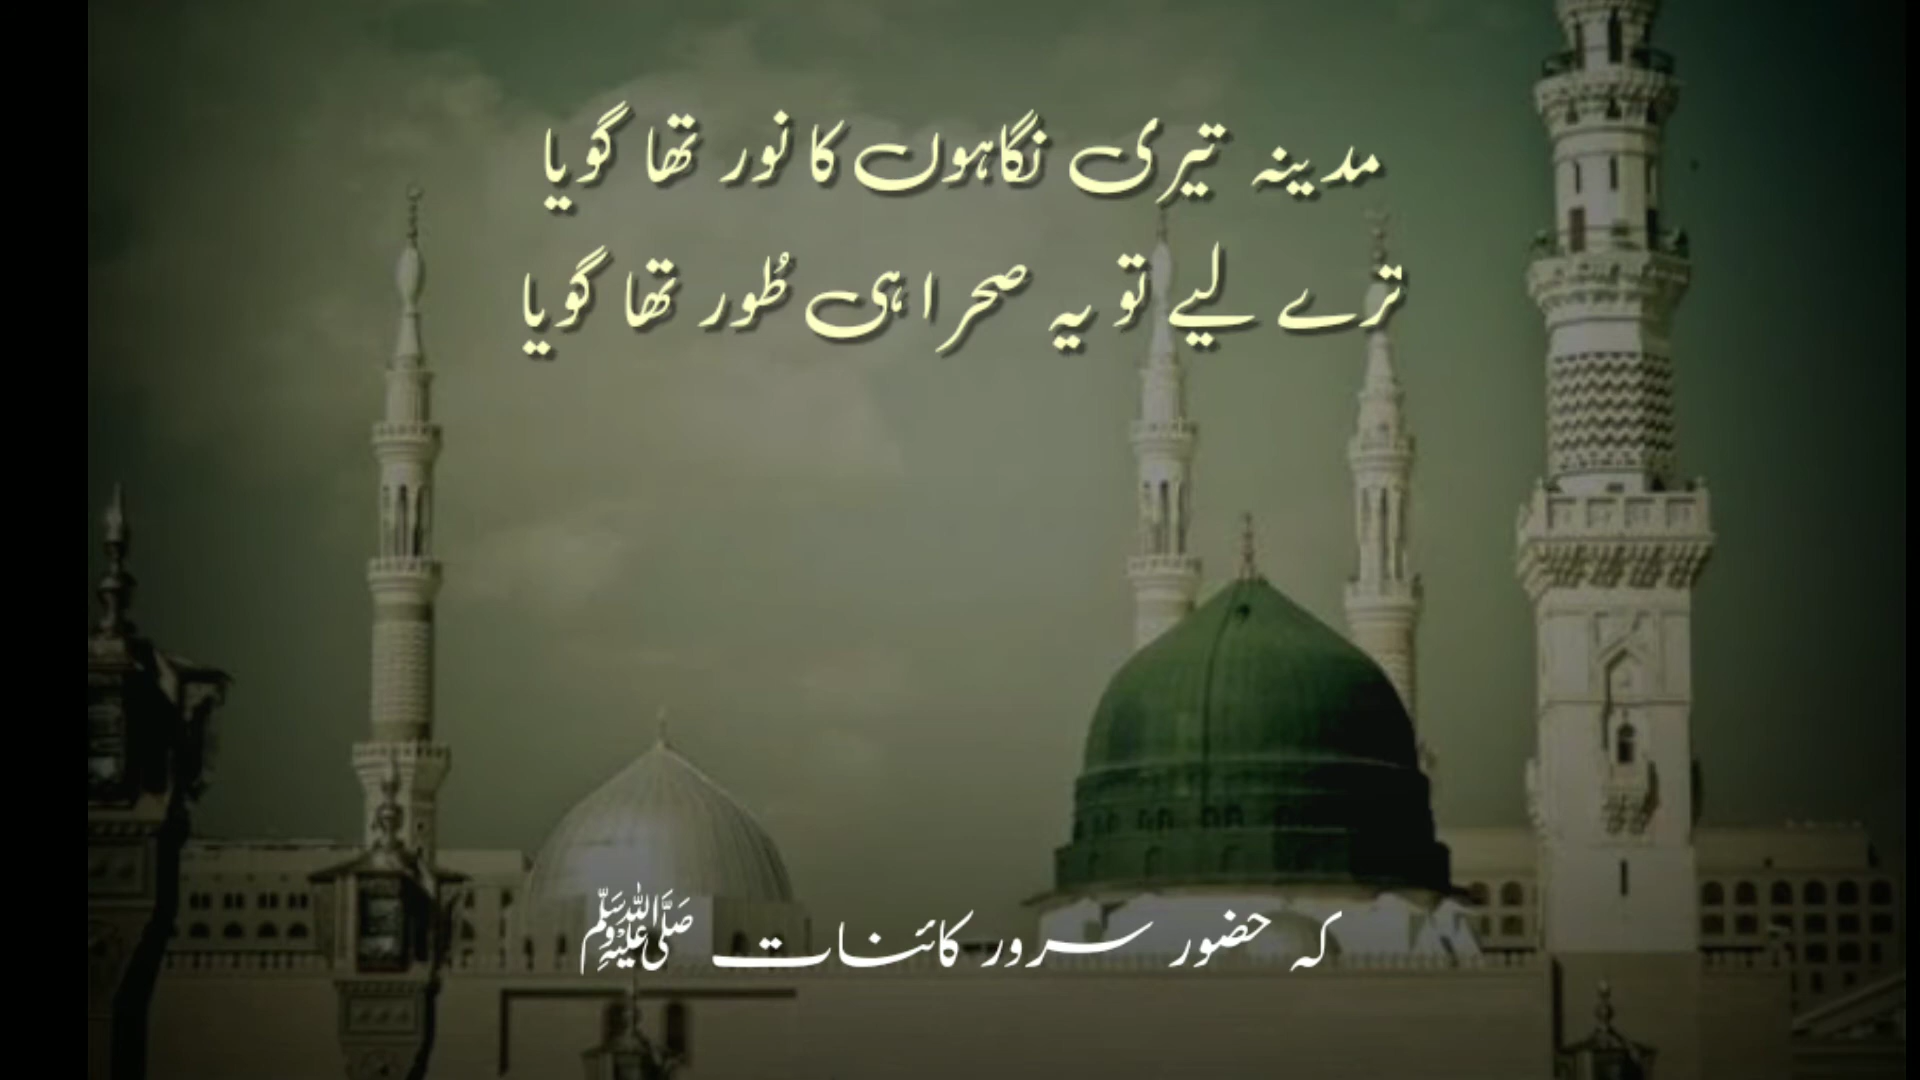 مدینہ تیری نگاہوں کا نور تھا گویا
ترے لیے تو یہ صحرا ہی طُور تھا گویا
کہ حضور سرور کائنات ﷺ